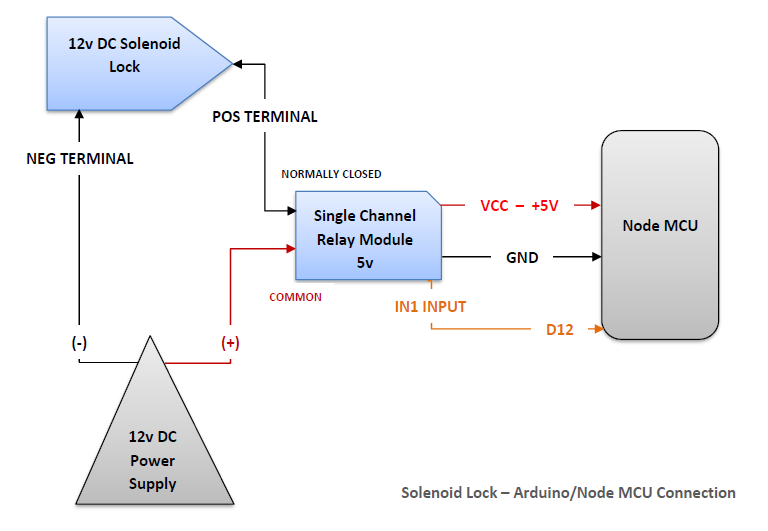 12v DC Solenoid
Lock
POS TERMINAL
NEG TERMINAL
NORMALLY CLOSED
Single Channel
Relay Module
5v
VCC – +5V
Node MCU
GND
COMMON
IN1 INPUT
D12
(-)
(+)
12v DC
Power
Supply
Solenoid Lock – Arduino/Node MCU Connection